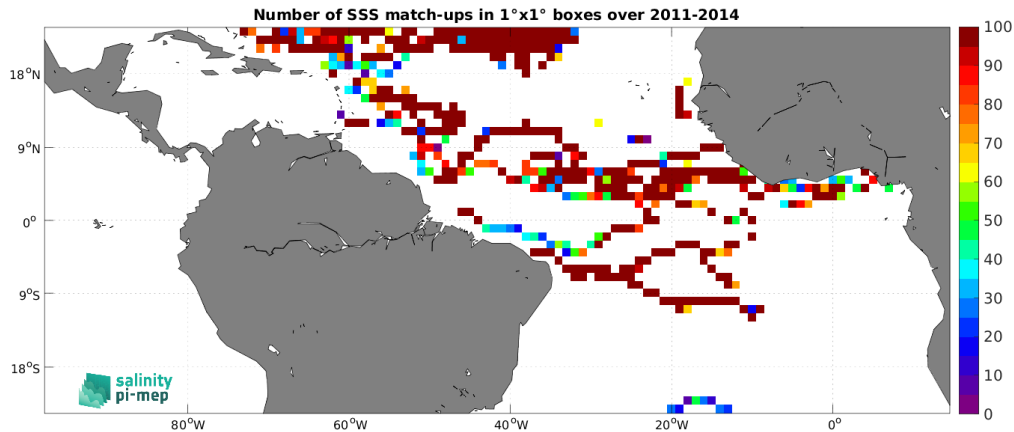 Number of SSS match-ups in 1°x1° boxes over 2011-2014
100
90
80
70
60
50
40
30
20
10
0
18°N
9°N
0°
9°S
18°S
salinity
pi-mep
80°W
60°W
40°W
20°W
0°